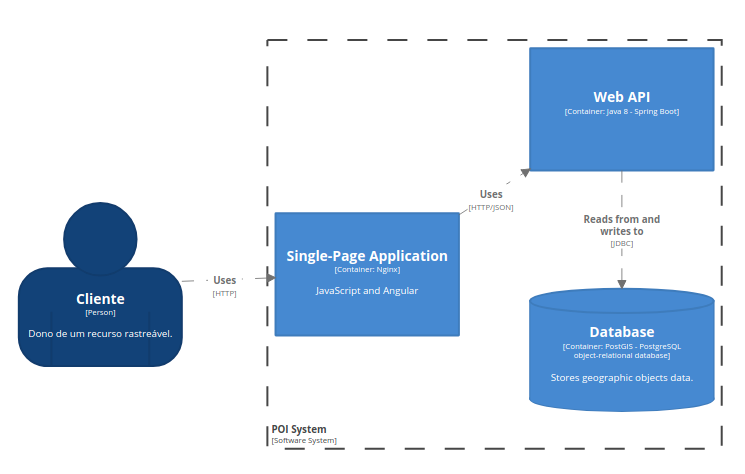 Cliente
[Person]
Dono de um recurso rastreável.
Uses
[HTTP]
Single-Page Application
[Container: Nginx]
JavaScript and Angular
Uses
[HTTP/JSON]
Web API
[Container: Java 8 - Spring Boot]
Reads from and
writes to
[JDBC]
Database
[Container: PostGIS - PostgreSQL
object-relational database]
Stores geographic objects data.
POI System
[Software System]